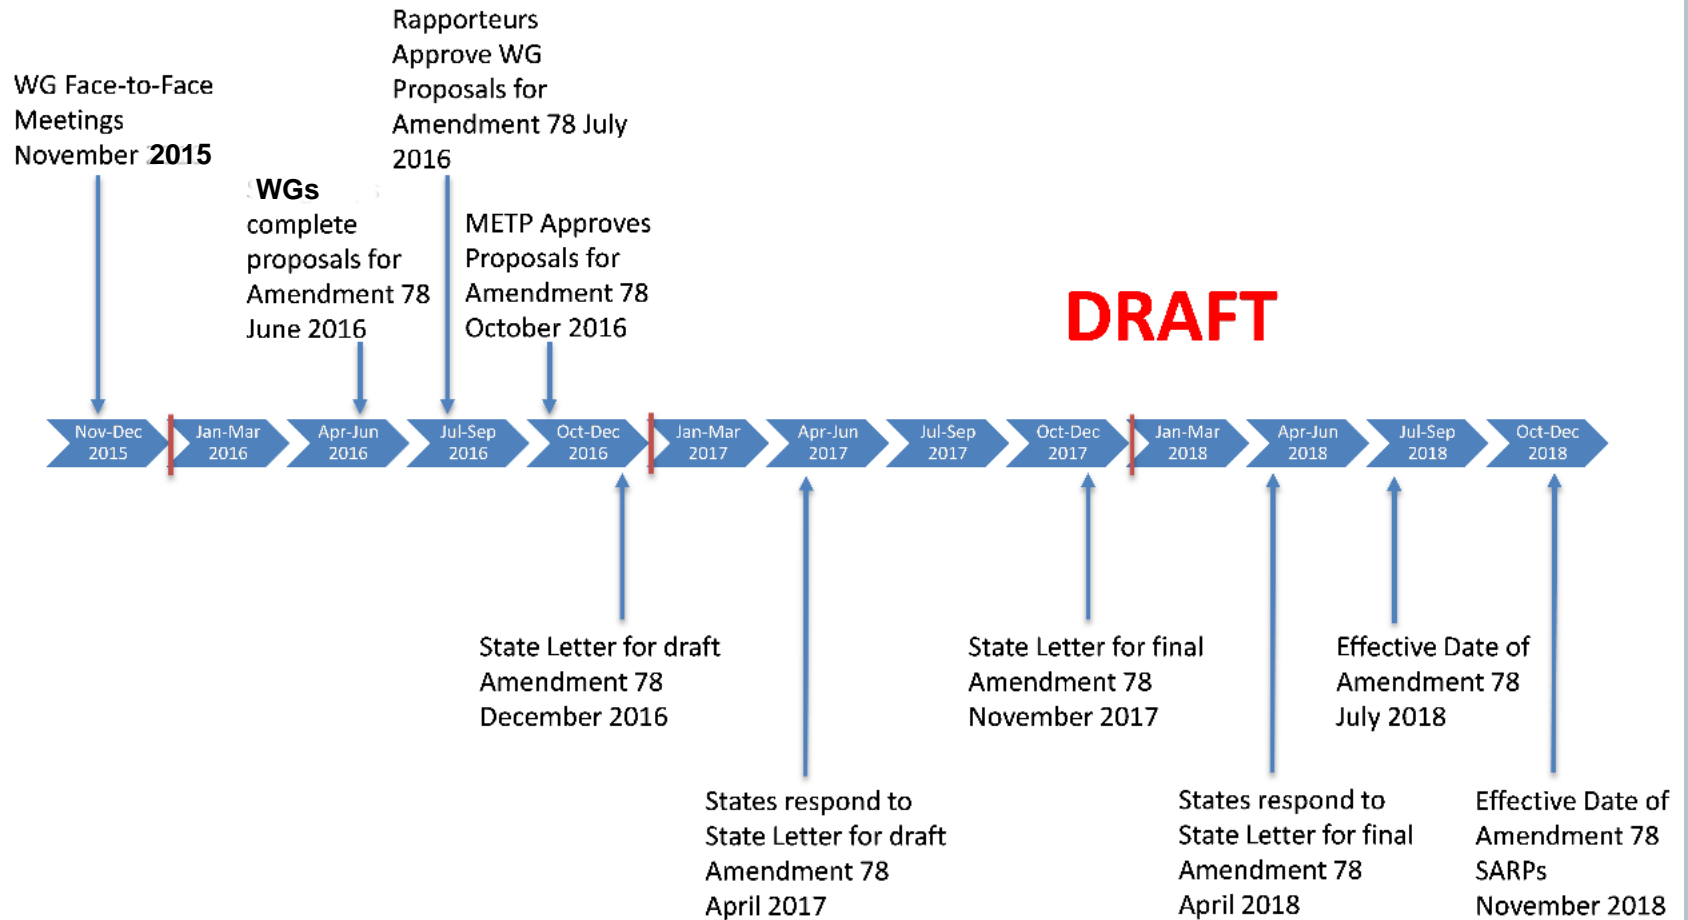 WG Face-to-Face
Meetings
November 2015
WGs
complete
proposals for
Amendment 78
June 2016
Rapporteurs
Approve WG
Proposals for
Amendment 78 July
2016
METP Approves
Proposals for
Amendment 78
October 2016
DRAFT
Nov-Dec
2015
Jan-Mar
2016
Apr-Jun
2016
Jul-Sep
2016
Oct-Dec
2016
Jan-Mar
2017
Apr-Jun
2017
Jul-Sep
2017
Oct-Dec
2017
Jan-Mar
2018
Apr-Jun
2018
Jul-Sep
2018
Oct-Dec
2018
State Letter for draft
Amendment 78
December 2016
States respond to
State Letter for draft
Amendment 78
April 2017
State Letter for final
Amendment 78
November 2017
States respond to
State Letter for final
Amendment 78
April 2018
Effective Date of
Amendment 78
July 2018
Effective Date of
Amendment 78
SARPs
November 2018